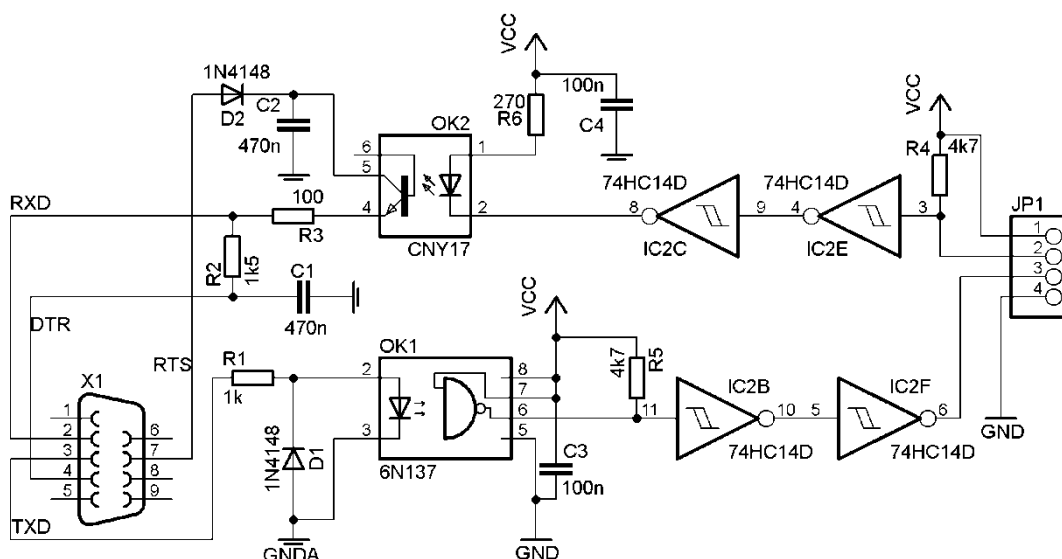 VCC
1N4148
D2
C2
470n
100n
C4
270
R6
VCC
R4
4k7
OK2
6
5
4
1
2
CNY17
RXD
100
R3
R2
1k5
C1
470n
74HC14D
8
IC2C
9
74HC14D
4
IC2E
3
JP1
1
2
3
4
DTR
RTS
X1
R1
1k
OK1
2
3
8
7
6
5
6N137
VCC
4k7
R5
1N4148
D1
C3
100n
11
IC2B
10
74HC14D
5
IC2F
6
74HC14D
GND
1
2
3
4
5
6
7
8
9
TXD
GNDA
GND